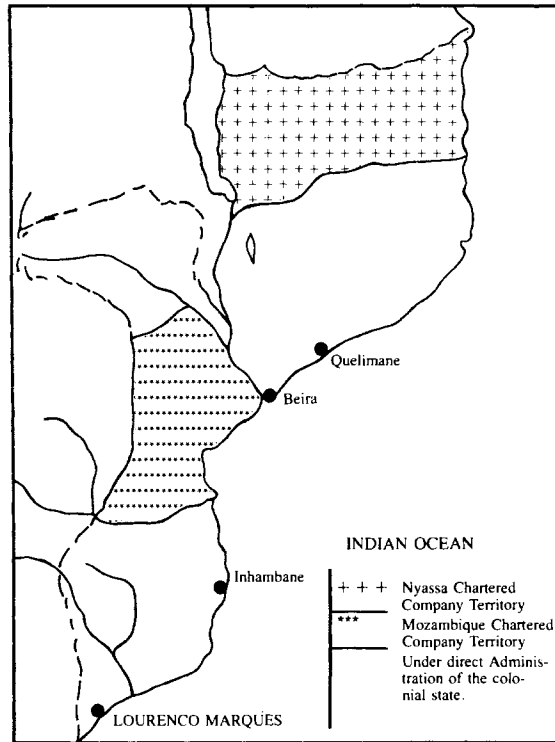 Quelimane
Beira
INDIAN OCEAN
Inhambane
+ + + Nyassa Chartered
Company Territory
*** Mozambique Chartered
Company Territory
Under direct Adminis-
tration of the colo-
nial state.
LOURENCO MARQUES